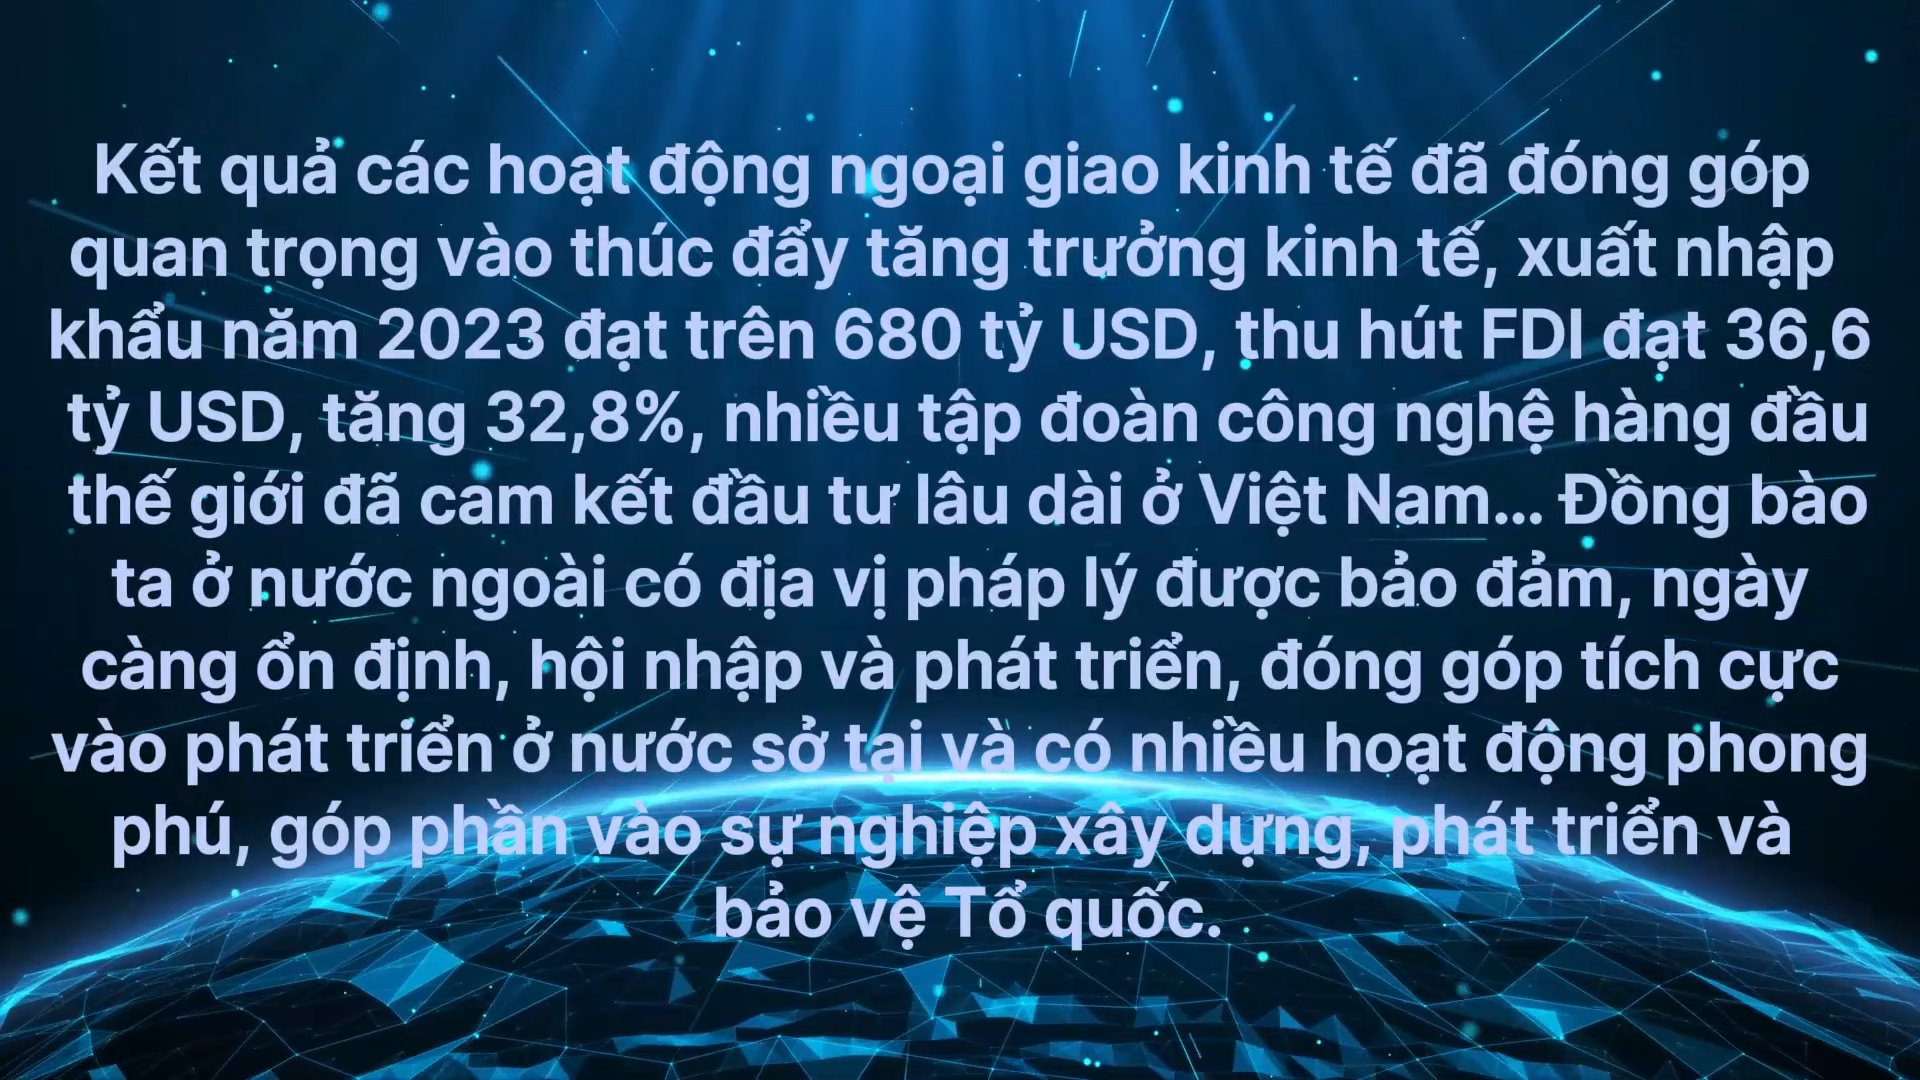 Kết quả các hoạt động ngoại giao kinh tế đã đóng góp
quan trọng vào thúc đẩy tăng trưởng kinh tế, xuất nhập
khẩu năm 2023 đạt trên 680 tỷ USD, thu hút FDI đạt 36,6
tỷ USD, tăng 32,8%, nhiều tập đoàn công nghệ hàng đầu
thế giới đã cam kết đầu tư lâu dài ở Việt Nam... Đồng bào
ta ở nước ngoài có địa vị pháp lý được bảo đảm, ngày
càng ổn định, hội nhập và phát triển, đóng góp tích cực
vào phát triển ở nước sở tại và có nhiều hoạt động phong
phú, góp phần vào sự nghiệp xây dựng, phát triển và
bảo vệ Tổ quốc.